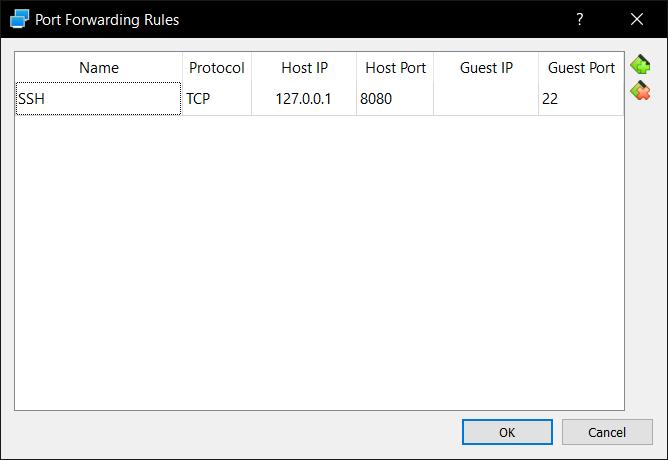 Port Forwarding Rules ?
Name Protocol Host IP Host Port Guest IP Guest Port
SSH TCP 127.0.0.1 8080 22
OK Cancel